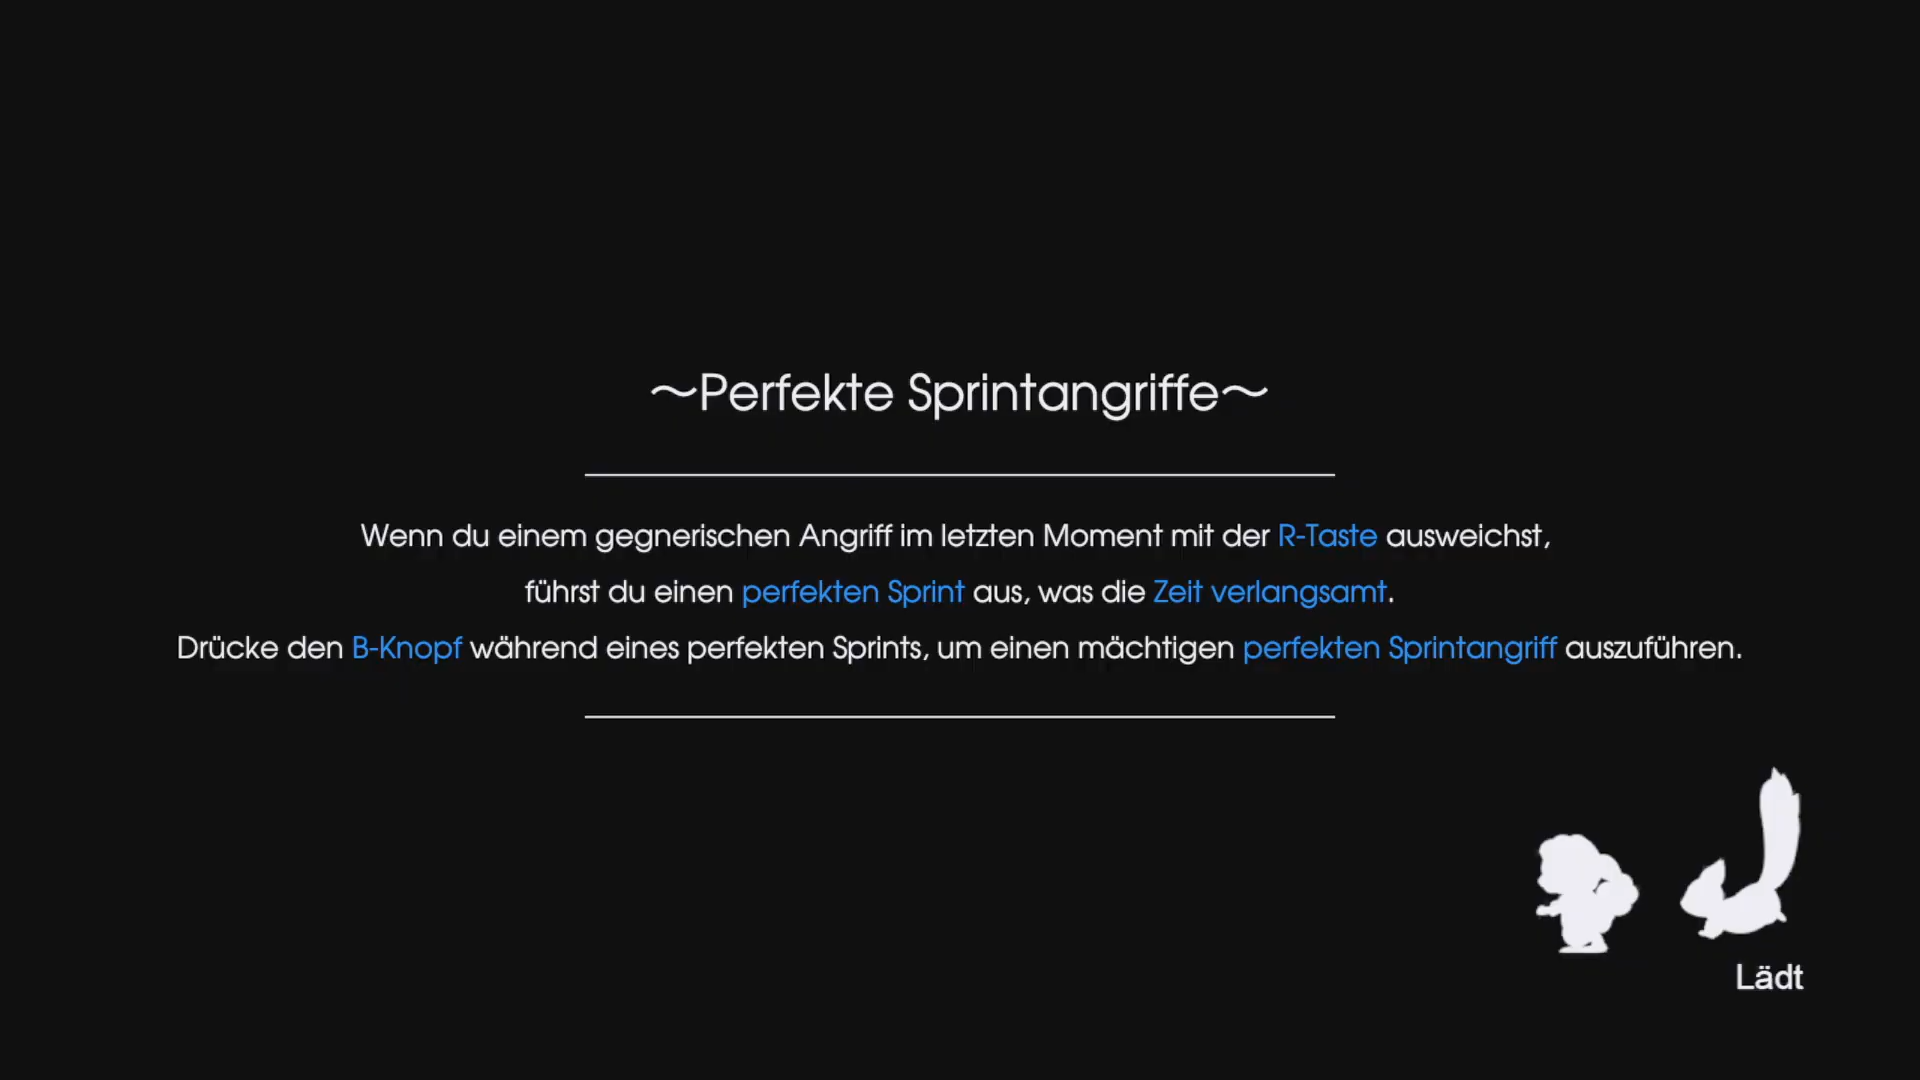 ～Perfekte Sprintangriffe～
Wenn du einem gegnerischen Angriff im letzten Moment mit der R-Taste ausweichst,
führst du einen perfekten Sprint aus, was die Zeit verlangsamt.
Drücke den B-Knopf während eines perfekten Sprints, um einen mächtigen perfekten Sprintangriff auszuführen.
Lädt